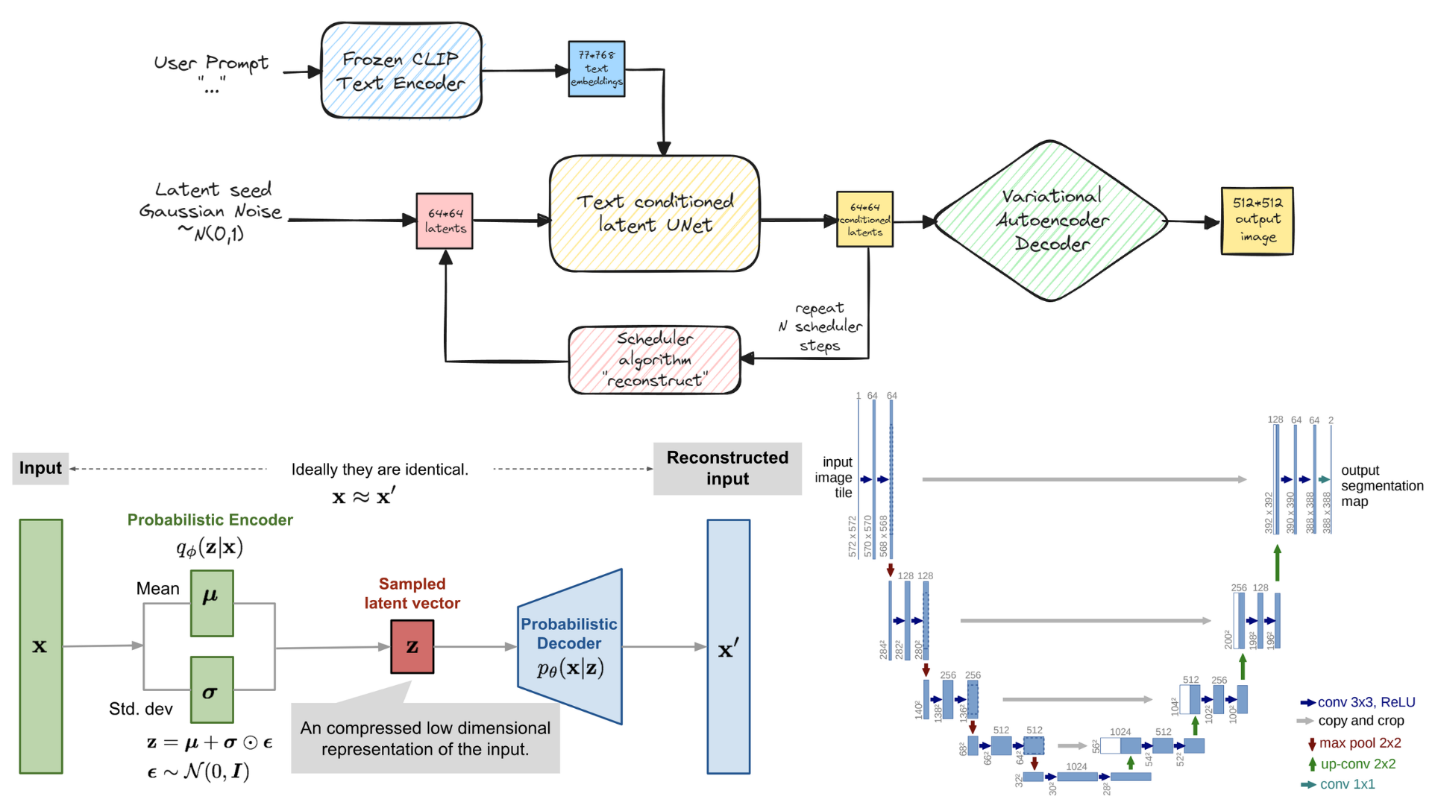 User Prompt
"..."
Frozen CLIP
Text Encoder
77*768
text
embeddings
Latent seed
Gaussian Noise
~N(0,1)
64*64
latents
Text conditioned
latent UNet
64*64
conditioned
latents
Variational
Autoencoder
Decoder
512*512
output
image
repeat
N scheduler
steps
Scheduler
algorithm
"reconstruct"
Input
Ideally they are identical.
x ≈ x′
Reconstructed
input
Probabilistic Encoder
qϕ(z|x)
Mean
μ
Std. dev
σ
x
z = μ + σ ⊙ ϵ
ϵ ∼ N(0, I)
Sampled
latent vector
z
An compressed low dimensional
representation of the input.
Probabilistic
Decoder
pθ(x|z)
x′
1 64 64
input
image
tile
572 x 572
570 x 570
568 x 568
128 64 64 2
output
segmentation
map
392 x 392
390 x 390
388 x 388
388 x 388
128 128
284²
282²
280²
256 128
200²
198²
196²
256 256
140²
138²
136²
512 256
104²
102²
100²
512 512
68²
66²
64²
1024 512
56²
54²
52²
1024
32²
30²
28²
conv 3x3, ReLU
copy and crop
max pool 2x2
up-conv 2x2
conv 1x1